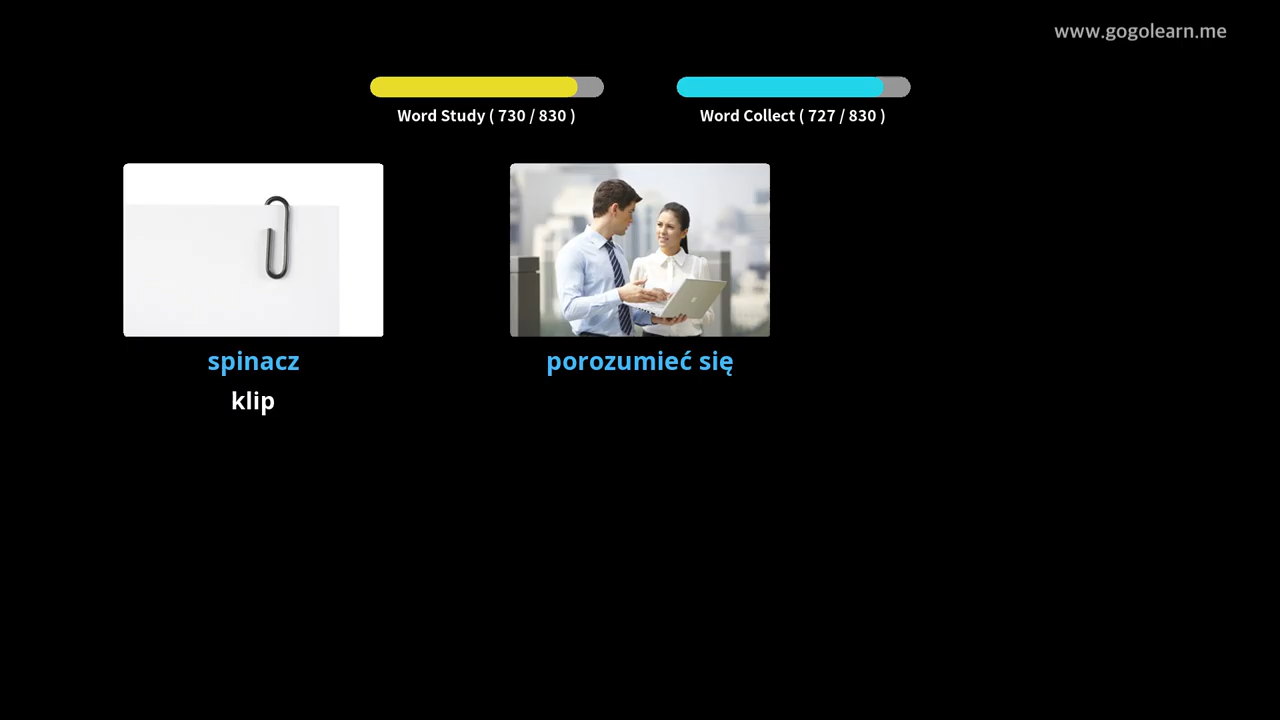 www.gogolearn.me
Word Study ( 730 / 830 )
Word Collect ( 727 / 830 )
spinacz
klip
porozumieć się